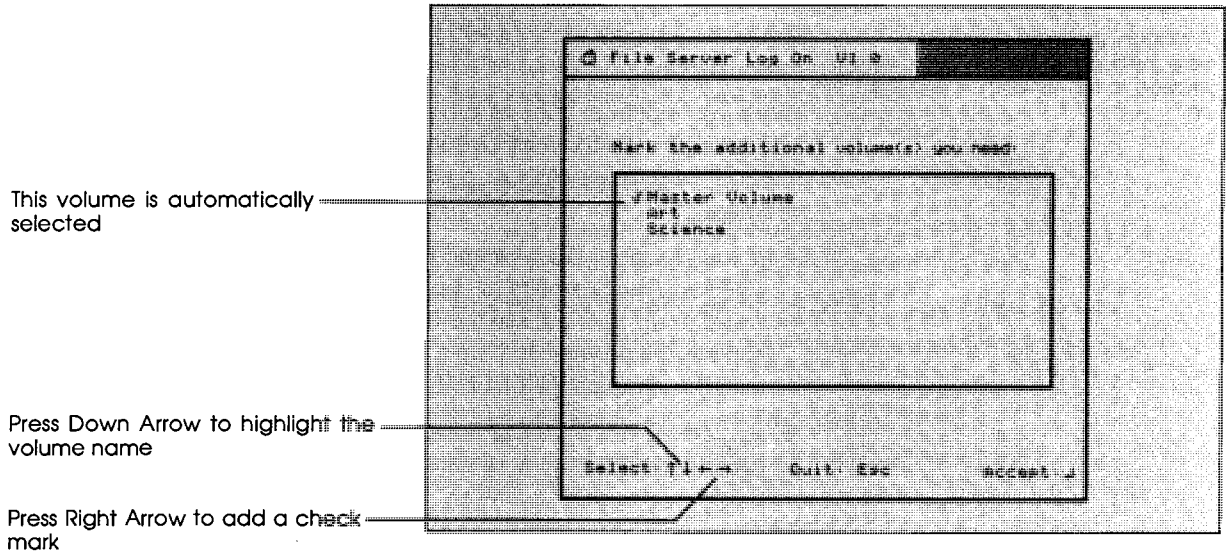 File Server Log On V1.0
Mark the additional volume(s) you need:
This volume is automatically
selected
√Master Volume
Art
Science
Press Down Arrow to highlight the
volume name
Select ↑↓←→ Quit: Esc Accept: ↵
Press Right Arrow to add a check
mark